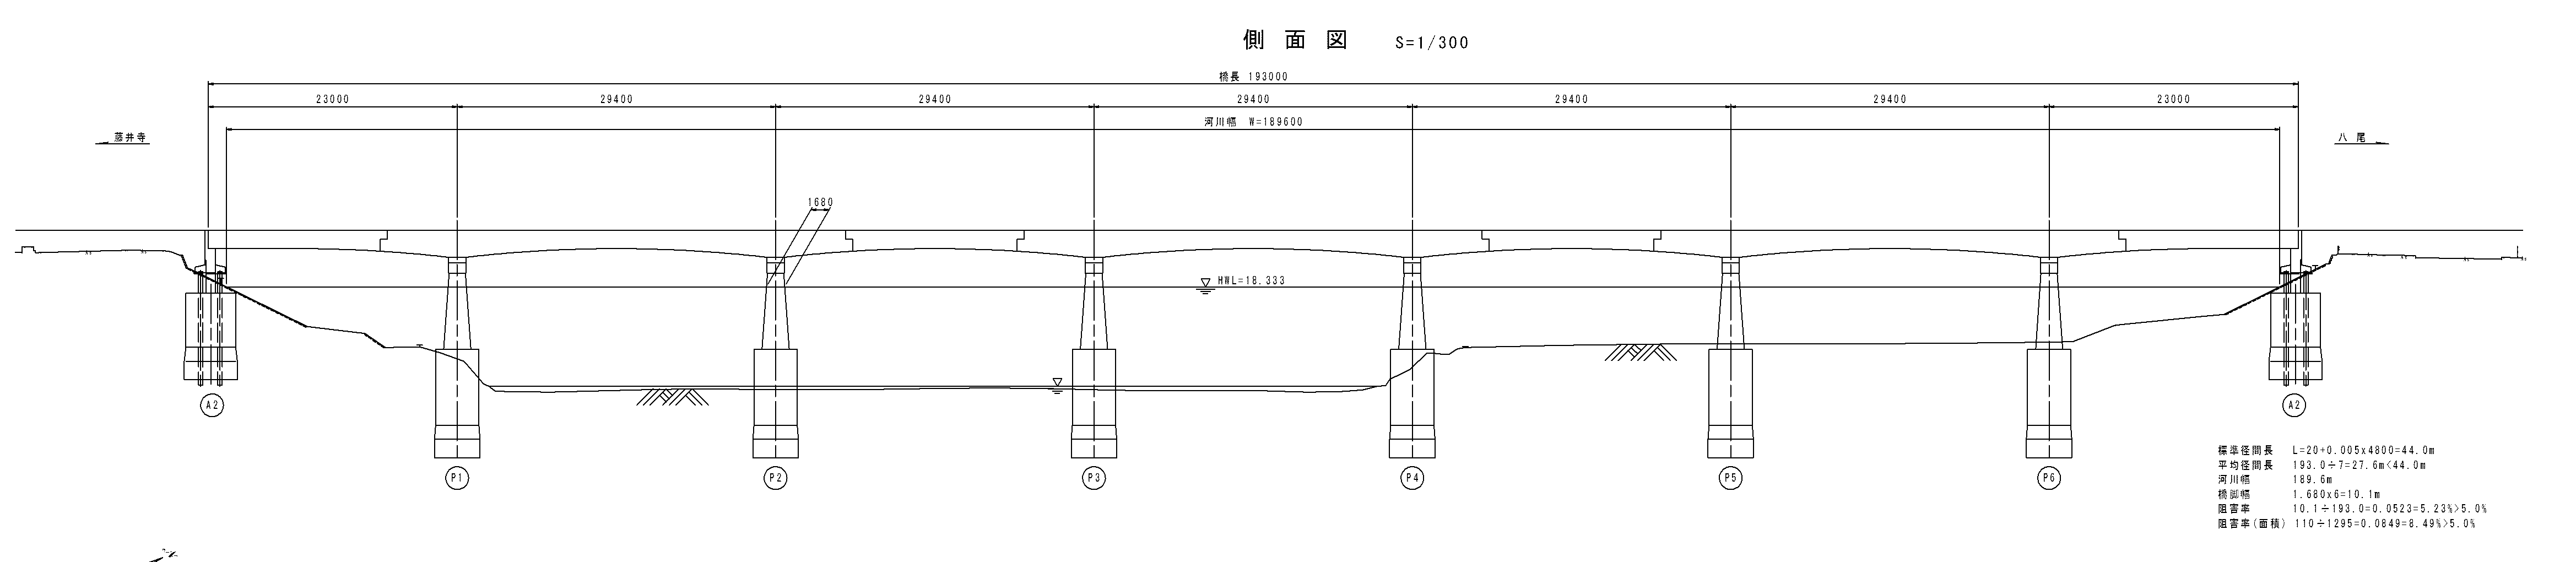 側面図 S=1/300
橋長 193000
23000 29400 29400 29400 29400 29400 23000
河川幅 W=189600
藤井寺
八尾
1680
HWL=18.333
A2 A2
P1 P2 P3 P4 P5 P6
標準径間長 L=20+0.005x4800=44.0m
平均径間長 193.0÷7=27.6m<44.0m
河川幅 189.6m
橋脚幅 1.680x6=10.1m
阻害率 10.1÷193.0=0.0523=5.23%>5.0%
阻害率(面積) 110÷1295=0.0849=8.49%>5.0%